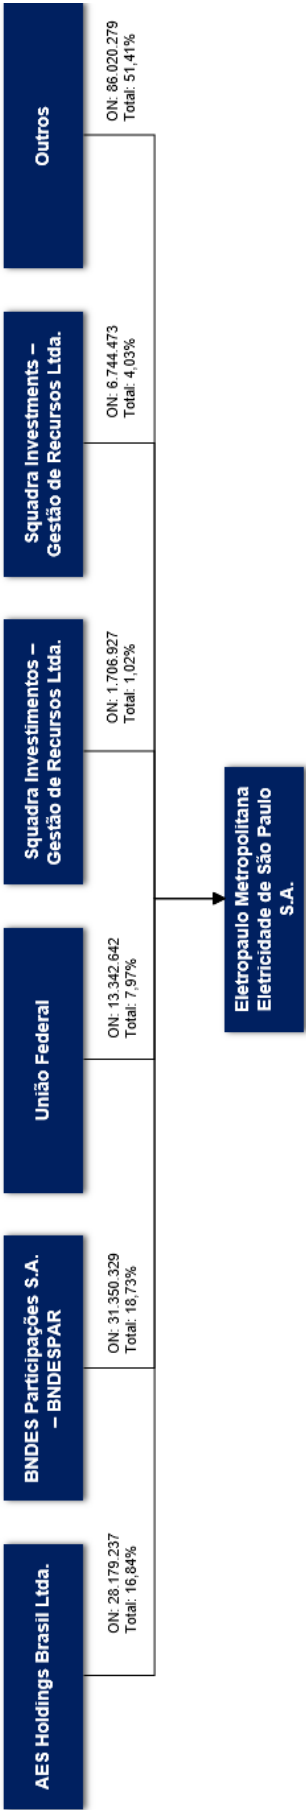 AES Holdings Brasil Ltda.
ON: 28.179.237
Total: 16,84%
BNDES Participações S.A.
– BNDESPAR
ON: 31.350.329
Total: 18,73%
União Federal
ON: 13.342.642
Total: 7,97%
Squadra Investimentos –
Gestão de Recursos Ltda.
ON: 1.706.927
Total: 1,02%
Squadra Investments –
Gestão de Recursos Ltda.
ON: 6.744.473
Total: 4,03%
Outros
ON: 86.020.279
Total: 51,41%
Eletropaulo Metropolitana
Eletricidade de São Paulo
S.A.